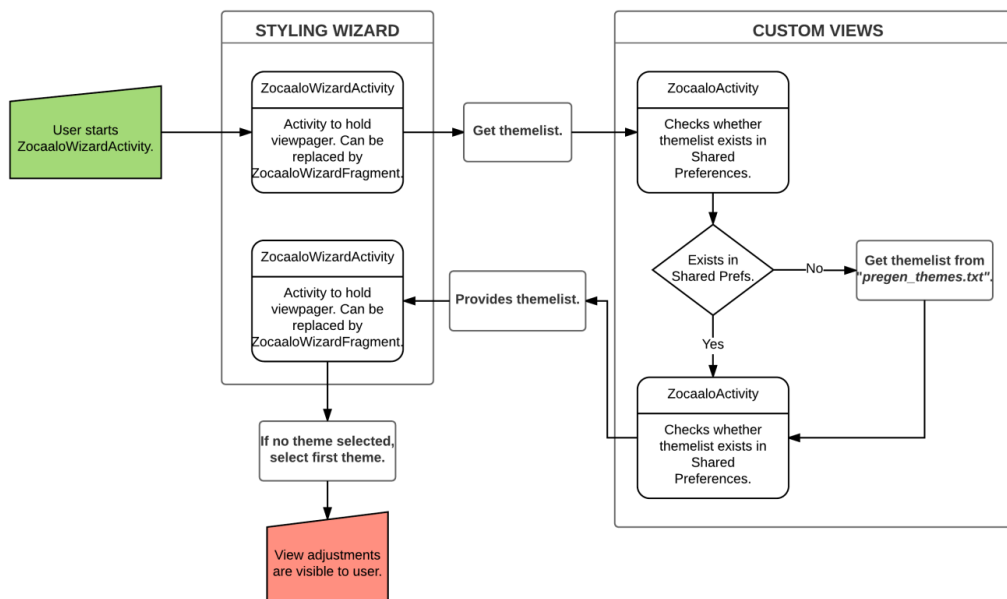 STYLING WIZARD
CUSTOM VIEWS
User starts
ZocaaloWizardActivity.
ZocaaloWizardActivity
Activity to hold
viewpager. Can be
replaced by
ZocaaloWizardFragment.
Get themelist.
ZocaaloActivity
Checks whether
themelist exists in
Shared
Preferences.
Exists in
Shared Prefs.
No
Get themelist from
"pregen_themes.txt".
Yes
ZocaaloActivity
Checks whether
themelist exists in
Shared
Preferences.
Provides themelist.
ZocaaloWizardActivity
Activity to hold
viewpager. Can be
replaced by
ZocaaloWizardFragment.
If no theme selected,
select first theme.
View adjustments
are visible to user.